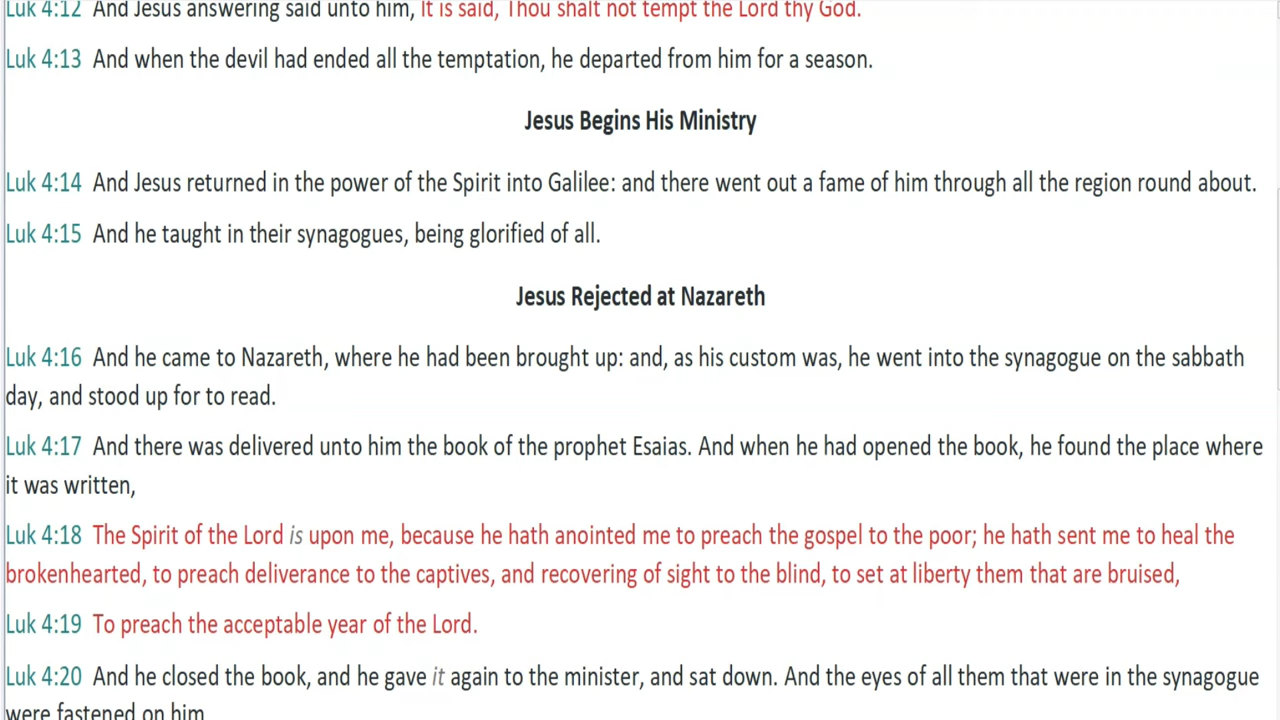 Luk 4:12 And Jesus answering said unto him, It is said, Thou shalt not tempt the Lord thy God.
Luk 4:13 And when the devil had ended all the temptation, he departed from him for a season.
Jesus Begins His Ministry
Luk 4:14 And Jesus returned in the power of the Spirit into Galilee: and there went out a fame of him through all the region round about.
Luk 4:15 And he taught in their synagogues, being glorified of all.
Jesus Rejected at Nazareth
Luk 4:16 And he came to Nazareth, where he had been brought up: and, as his custom was, he went into the synagogue on the sabbath
day, and stood up for to read.
Luk 4:17 And there was delivered unto him the book of the prophet Esaias. And when he had opened the book, he found the place where
it was written,
Luk 4:18 The Spirit of the Lord is upon me, because he hath anointed me to preach the gospel to the poor; he hath sent me to heal the
brokenhearted, to preach deliverance to the captives, and recovering of sight to the blind, to set at liberty them that are bruised,
Luk 4:19 To preach the acceptable year of the Lord.
Luk 4:20 And he closed the book, and he gave it again to the minister, and sat down. And the eyes of all them that were in the synagogue
were fastened on him